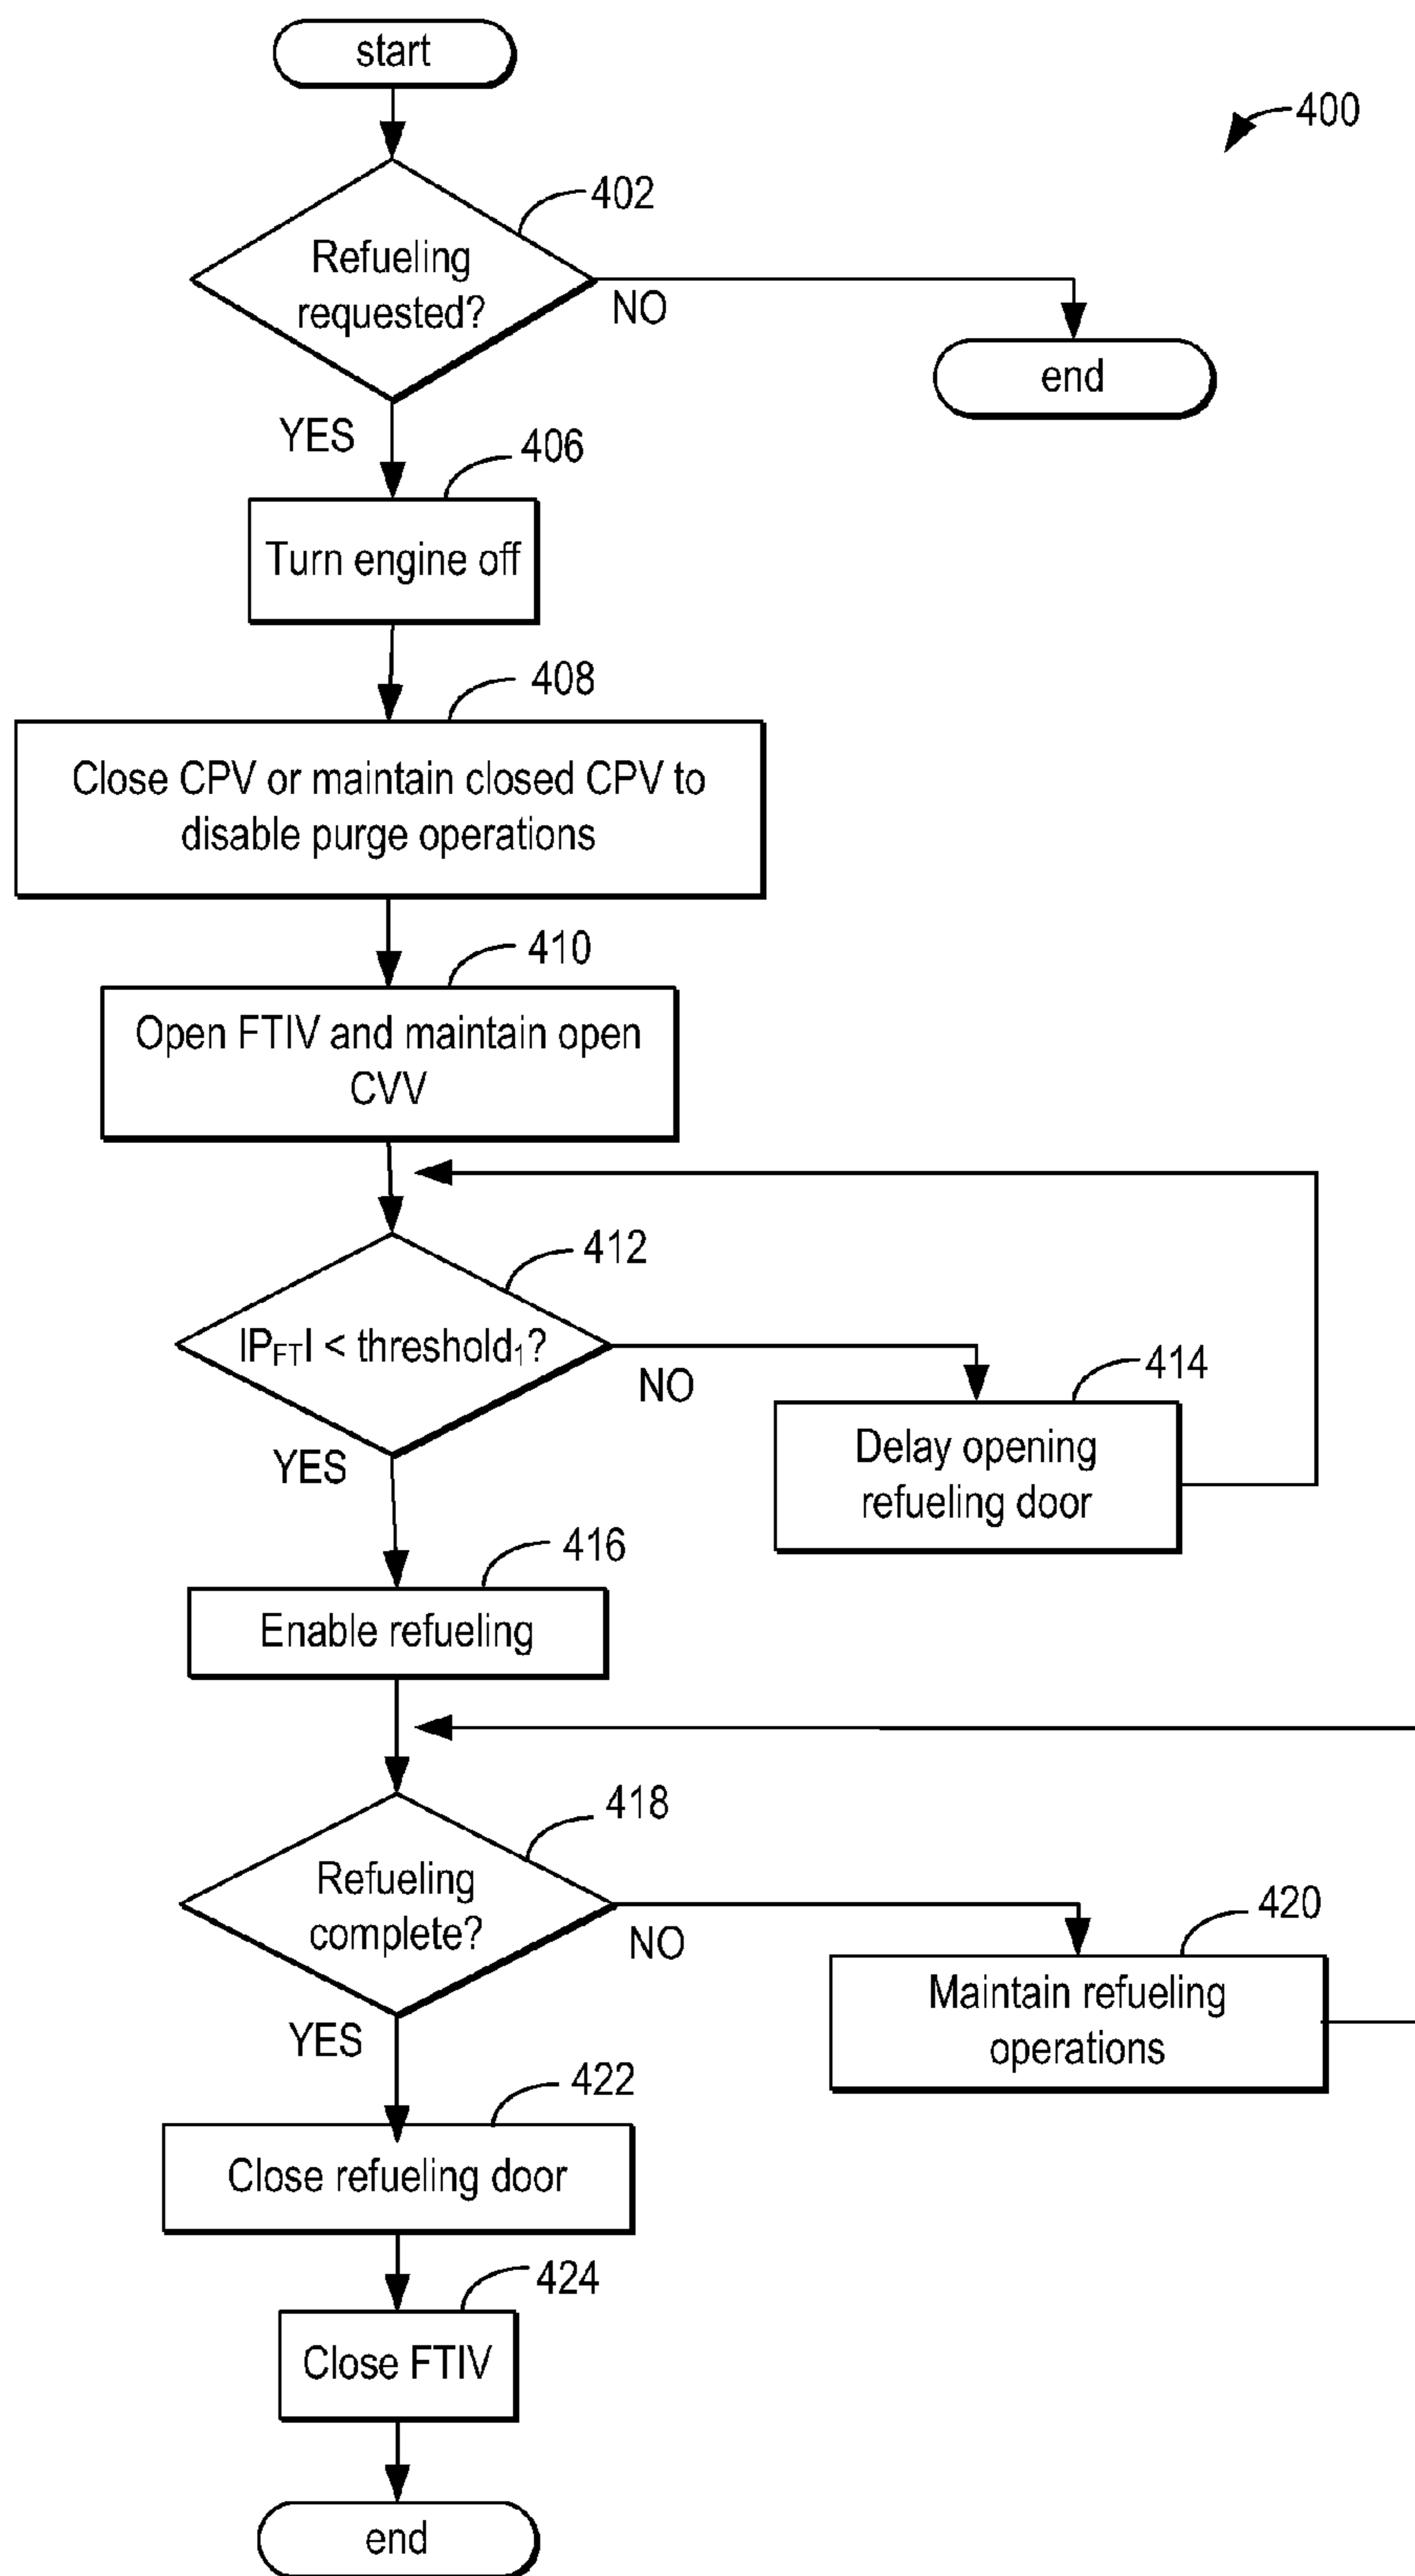 start
400
402
Refueling
requested?
NO
end
YES
406
Turn engine off
408
Close CPV or maintain closed CPV to
disable purge operations
410
Open FTIV and maintain open
CVV
412
|P_FT| < threshold₁?
NO
414
YES
Delay opening
refueling door
416
Enable refueling
418
Refueling
complete?
NO
420
YES
Maintain refueling
operations
422
Close refueling door
424
Close FTIV
end